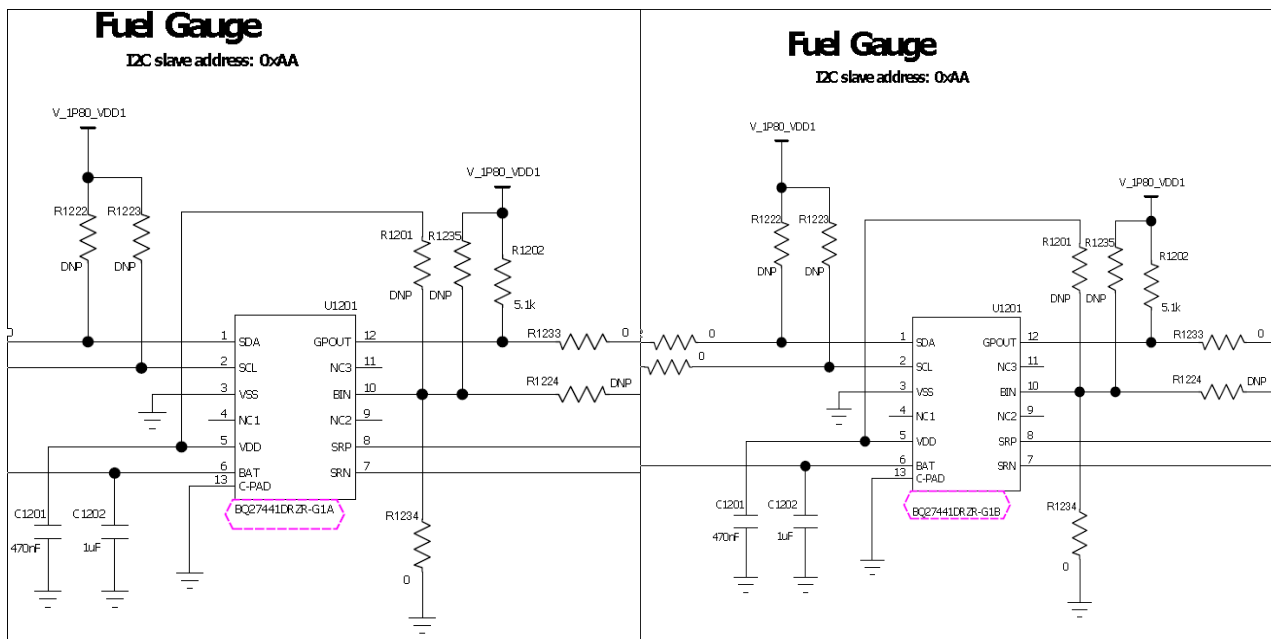 Fuel Gauge
I2C slave address: 0xAA
V_1P80_VDD1
V_1P80_VDD1
R1222
R1223
R1201
R1235
R1202
DNP
DNP
DNP
DNP
5.1k
U1201
1
SDA
GPOUT
12
R1233
0
2
SCL
NC3
11
3
VSS
BIN
10
R1224
DNP
4
NC1
NC2
9
5
VDD
SRP
8
6
BAT
SRN
7
13
C-PAD
BQ27441DRZR-G1A
C1201
C1202
470nF
1uF
R1234
0
Fuel Gauge
I2C slave address: 0xAA
V_1P80_VDD1
V_1P80_VDD1
R1222
R1223
R1201
R1235
R1202
DNP
DNP
DNP
DNP
5.1k
U1201
0
0
1
SDA
GPOUT
12
R1233
0
2
SCL
NC3
11
3
VSS
BIN
10
R1224
DNP
4
NC1
NC2
9
5
VDD
SRP
8
6
BAT
SRN
7
13
C-PAD
BQ27441DRZR-G1B
C1201
C1202
470nF
1uF
R1234
0